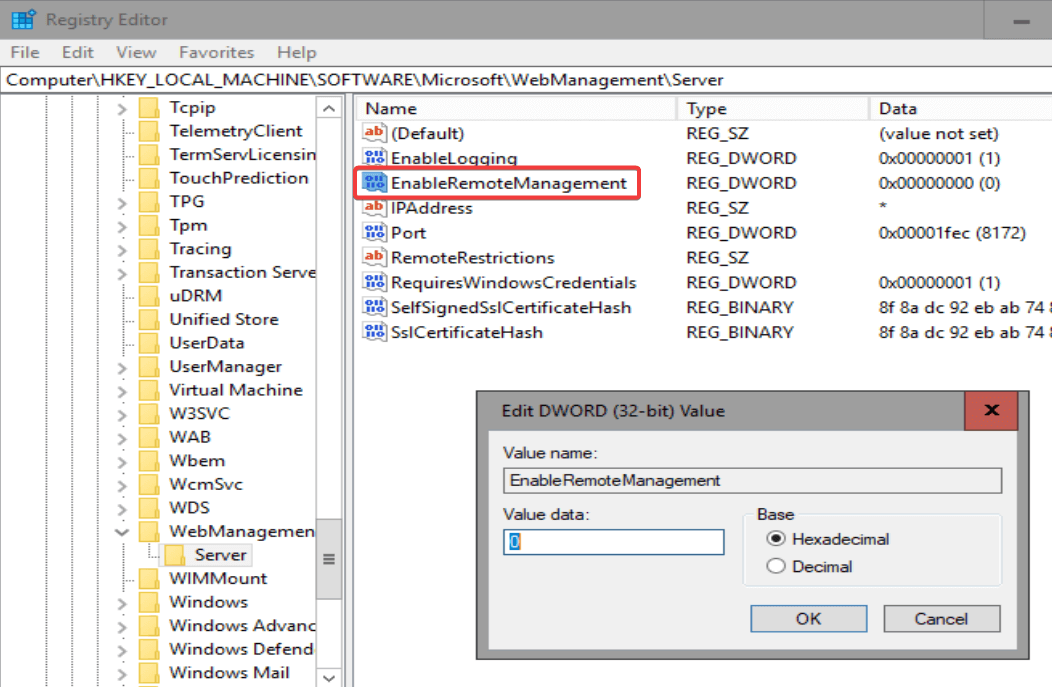 Registry Editor
File Edit View Favorites Help
Computer\HKEY_LOCAL_MACHINE\SOFTWARE\Microsoft\WebManagement\Server
Tcpip
TelemetryClient
TermServLicensin
TouchPrediction
TPG
Tpm
Tracing
Transaction Serve
uDRM
Unified Store
UserData
UserManager
Virtual Machine
W3SVC
WAB
Wbem
WcmSvc
WDS
WebManagemen
Server
WIMMount
Windows
Windows Advanc
Windows Defend
Windows Mail
Name Type Data
(Default) REG_SZ (value not set)
EnableLogging REG_DWORD 0x00000001 (1)
EnableRemoteManagement REG_DWORD 0x00000000 (0)
IPAddress REG_SZ *
Port REG_DWORD 0x00001fec (8172)
RemoteRestrictions REG_SZ
RequiresWindowsCredentials REG_DWORD 0x00000001 (1)
SelfSignedSslCertificateHash REG_BINARY 8f 8a dc 92 eb ab 74 8
SslCertificateHash REG_BINARY 8f 8a dc 92 eb ab 74 8
Edit DWORD (32-bit) Value
Value name:
EnableRemoteManagement
Value data:
0
Base
Hexadecimal
Decimal
OK Cancel